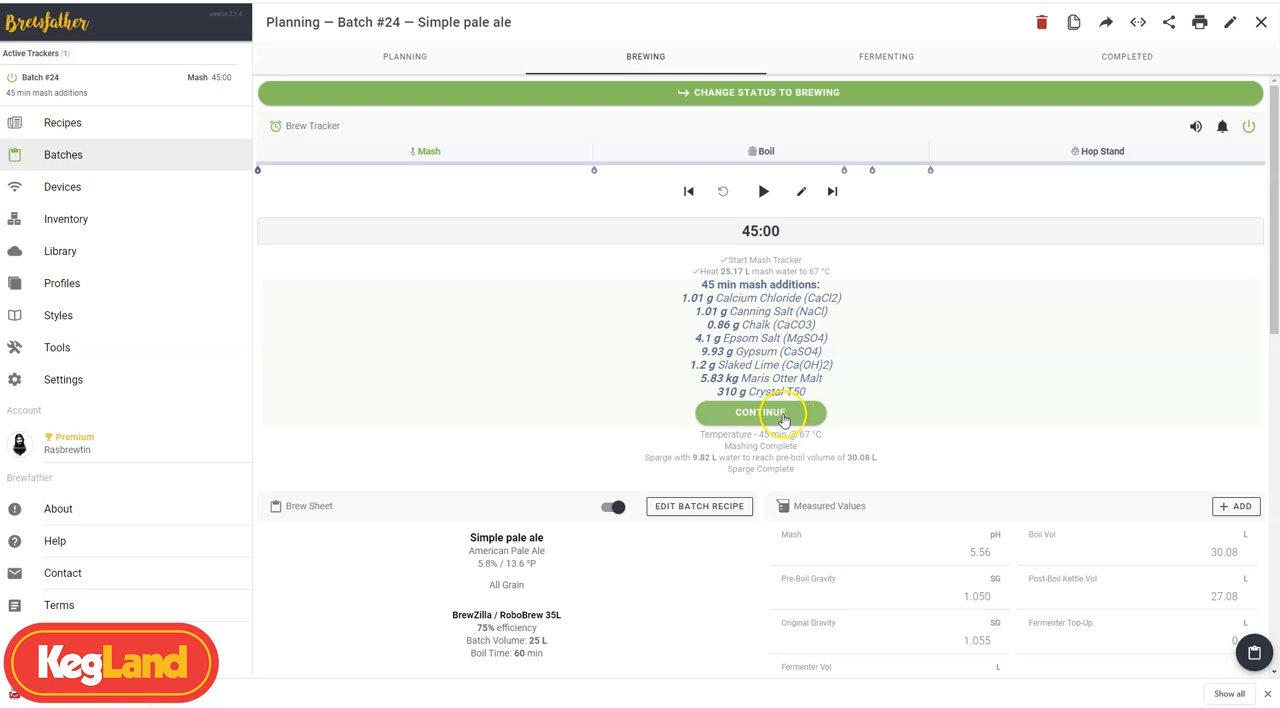 Brewfather
version 2.7.4
Active Trackers (1)
Batch #24 Mash 45:00
45 min mash additions
Recipes
Batches
Devices
Inventory
Library
Profiles
Styles
Tools
Settings
Account
Premium
Rasbrewtin
Brewfather
About
Help
Contact
Terms
KegLand
Planning — Batch #24 — Simple pale ale
PLANNING BREWING FERMENTING COMPLETED
CHANGE STATUS TO BREWING
Brew Tracker
Mash Boil Hop Stand
45:00
Start Mash Tracker
Heat 25.17 L mash water to 67 °C
45 min mash additions:
1.01 g Calcium Chloride (CaCl2)
1.01 g Canning Salt (NaCl)
0.86 g Chalk (CaCO3)
4.1 g Epsom Salt (MgSO4)
9.93 g Gypsum (CaSO4)
1.2 g Slaked Lime (Ca(OH)2)
5.83 kg Maris Otter Malt
310 g Crystal T50
CONTINUE
Temperature - 45 min @ 67 °C
Mashing Complete
Sparge with 9.82 L water to reach pre-boil volume of 30.08 L
Sparge Complete
Brew Sheet EDIT BATCH RECIPE
Simple pale ale
American Pale Ale
5.8% / 13.6 °P
All Grain
BrewZilla / RoboBrew 35L
75% efficiency
Batch Volume: 25 L
Boil Time: 60 min
Measured Values + ADD
Mash pH Boil Vol L
5.56 30.08
Pre-Boil Gravity SG Post-Boil Kettle Vol L
1.050 27.08
Original Gravity SG Fermenter Top-Up L
1.055 0
Fermenter Vol L
Show all